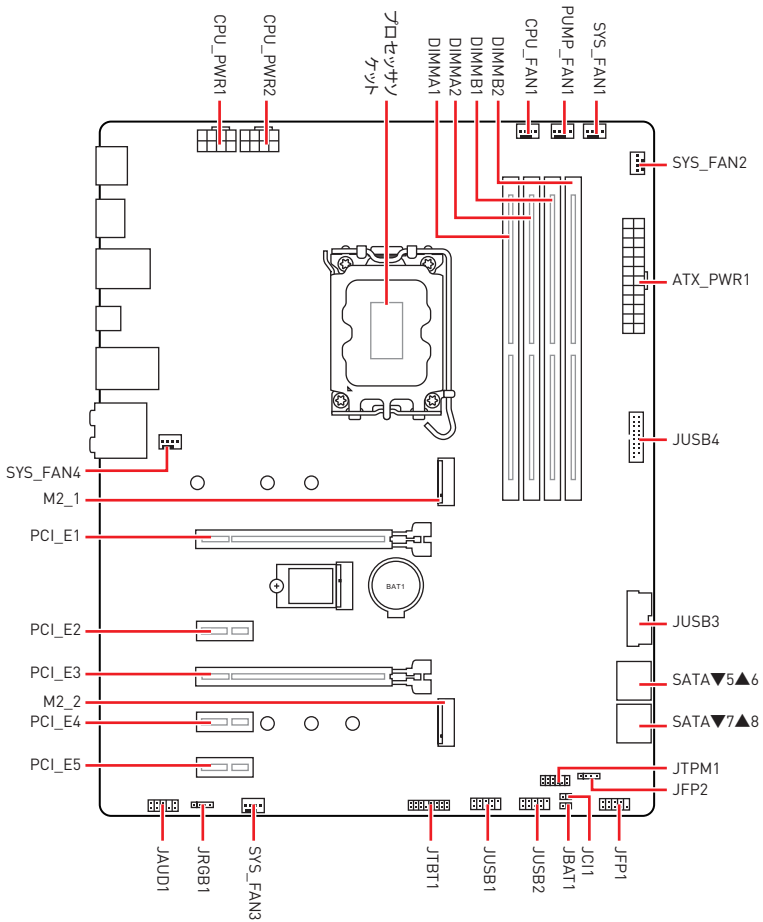 CPU_PWR1
CPU_PWR2
プロセッサソ
ケット
DIMMA1
DIMMA2
DIMMB1
DIMMB2
CPU_FAN1
PUMP_FAN1
SYS_FAN1
SYS_FAN2
ATX_PWR1
JUSB4
SYS_FAN4
M2_1
PCI_E1
BAT1
PCI_E2
JUSB3
PCI_E3
SATA▼5▲6
M2_2
SATA▼7▲8
PCI_E4
PCI_E5
JTPM1
JFP2
JAUD1
JRGB1
SYS_FAN3
JTBT1
JUSB1
JUSB2
JBAT1
JCI1
JFP1